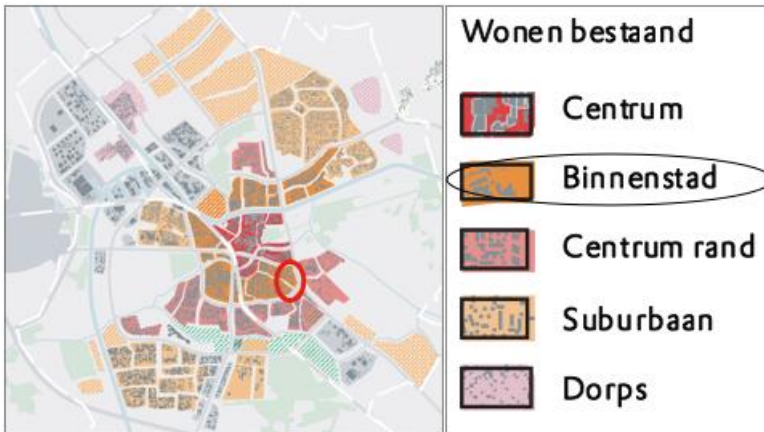 Wonen bestaand
Centrum
Binnenstad
Centrum rand
Suburbaan
Dorps